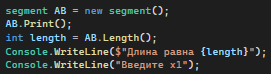 segment AB = new segment();
AB.Print();
int length = AB.Length();
Console.WriteLine($"Длина равна {length}");
Console.WriteLine("Введите x1");